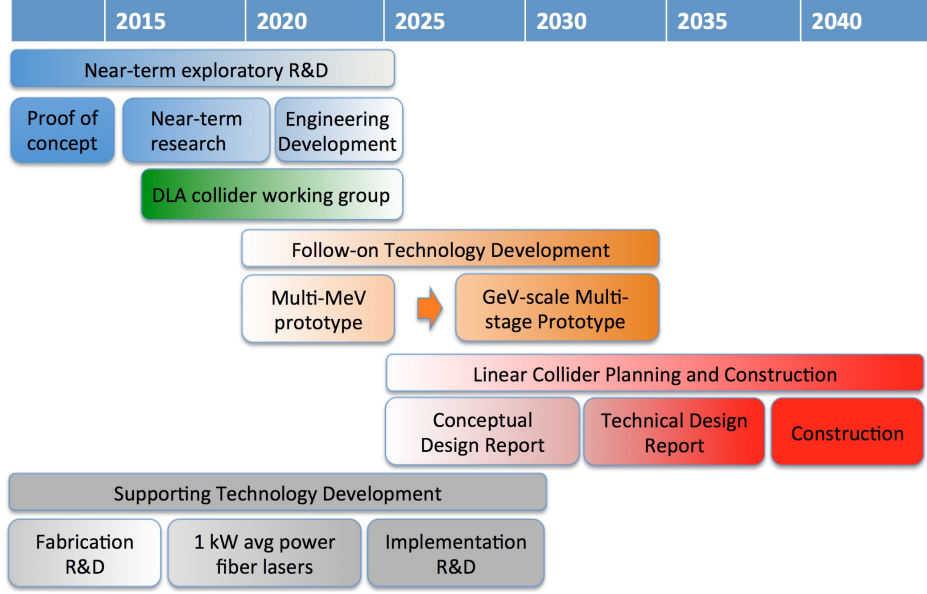 2015 2020 2025 2030 2035 2040
Near-term exploratory R&D
Proof of
concept
Near-term
research
Engineering
Development
DLA collider working group
Follow-on Technology Development
Multi-MeV
prototype
GeV-scale Multi-
stage Prototype
Linear Collider Planning and Construction
Conceptual
Design Report
Technical Design
Report
Construction
Supporting Technology Development
Fabrication
R&D
1 kW avg power
fiber lasers
Implementation
R&D